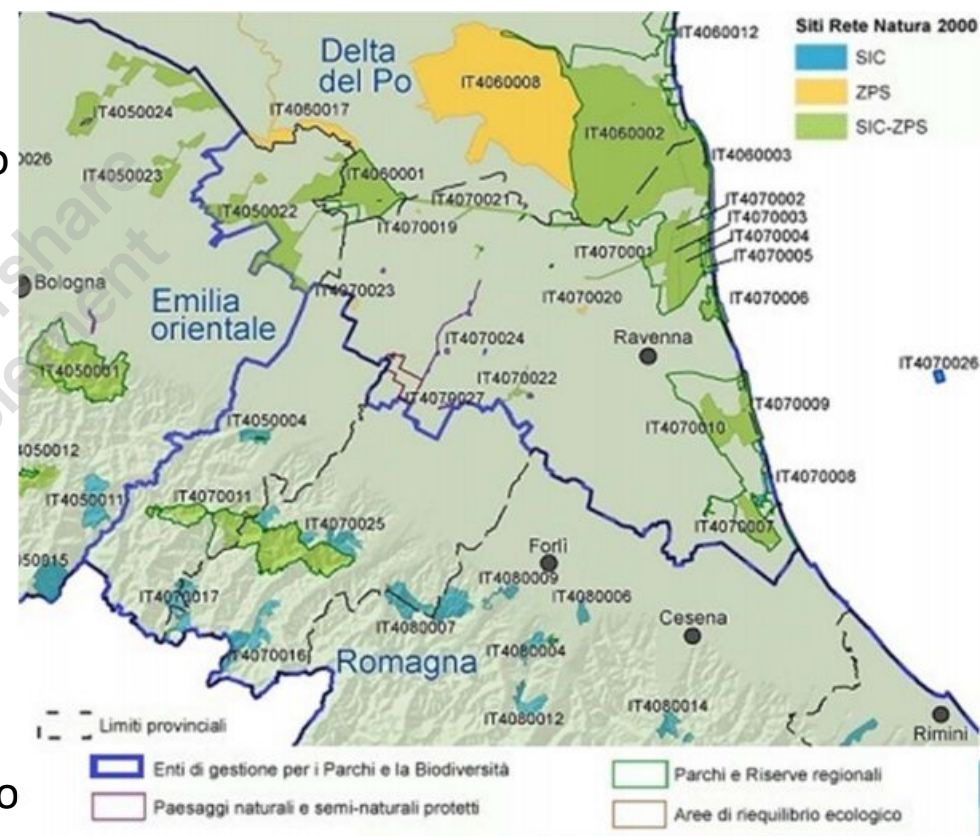 Siti Rete Natura 2000
SIC
ZPS
SIC-ZPS
Delta
del Po
IT4060012
IT4060008
IT4050024
IT4060017
IT4060002
IT4060003
0026
IT4050023
IT4060001
IT4050022
IT4070021
IT4070019
IT4070002
IT4070003
IT4070004
IT4070001
IT4070005
Bologna
Emilia
orientale
IT4070023
IT4070020
IT4070006
IT4070024
Ravenna
IT4070026
IT4050001
IT4070022
IT4070027
IT4070009
IT4050004
IT4070010
4050012
IT4050011
IT4070011
IT4070025
IT4070008
IT4070007
Forlì
050015
IT4080009
IT4070017
IT4080006
IT4080007
Cesena
IT4070016
Romagna
IT4080004
IT4080012
IT4080014
Rimini
Limiti provinciali
Enti di gestione per i Parchi e la Biodiversità
Parchi e Riserve regionali
Paesaggi naturali e semi-naturali protetti
Aree di riequilibrio ecologico
o
o